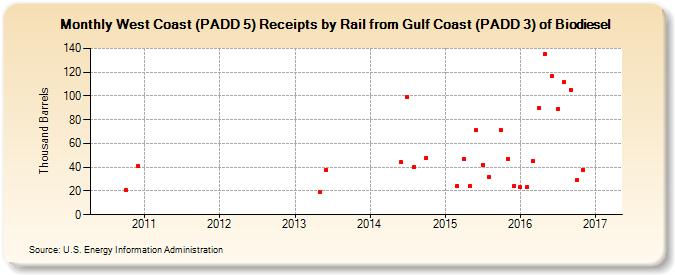 Monthly West Coast (PADD 5) Receipts by Rail from Gulf Coast (PADD 3) of Biodiesel
Thousand Barrels
140
120
100
80
60
40
20
0
2011 2012 2013 2014 2015 2016 2017
Source: U.S. Energy Information Administration